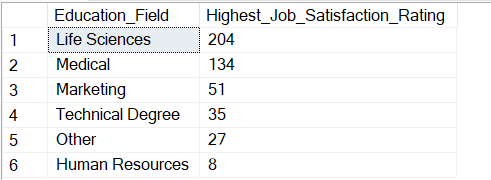 Education_Field Highest_Job_Satisfaction_Rating
1 Life Sciences 204
2 Medical 134
3 Marketing 51
4 Technical Degree 35
5 Other 27
6 Human Resources 8